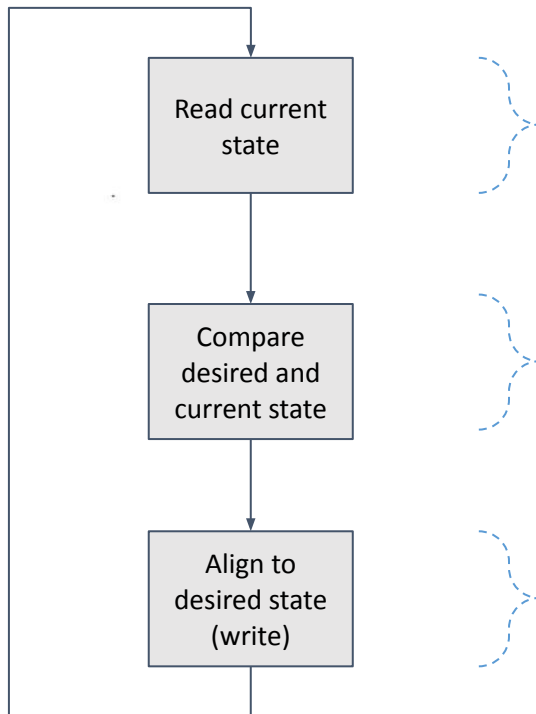 Read current
state
Compare
desired and
current state
Align to
desired state
(write)